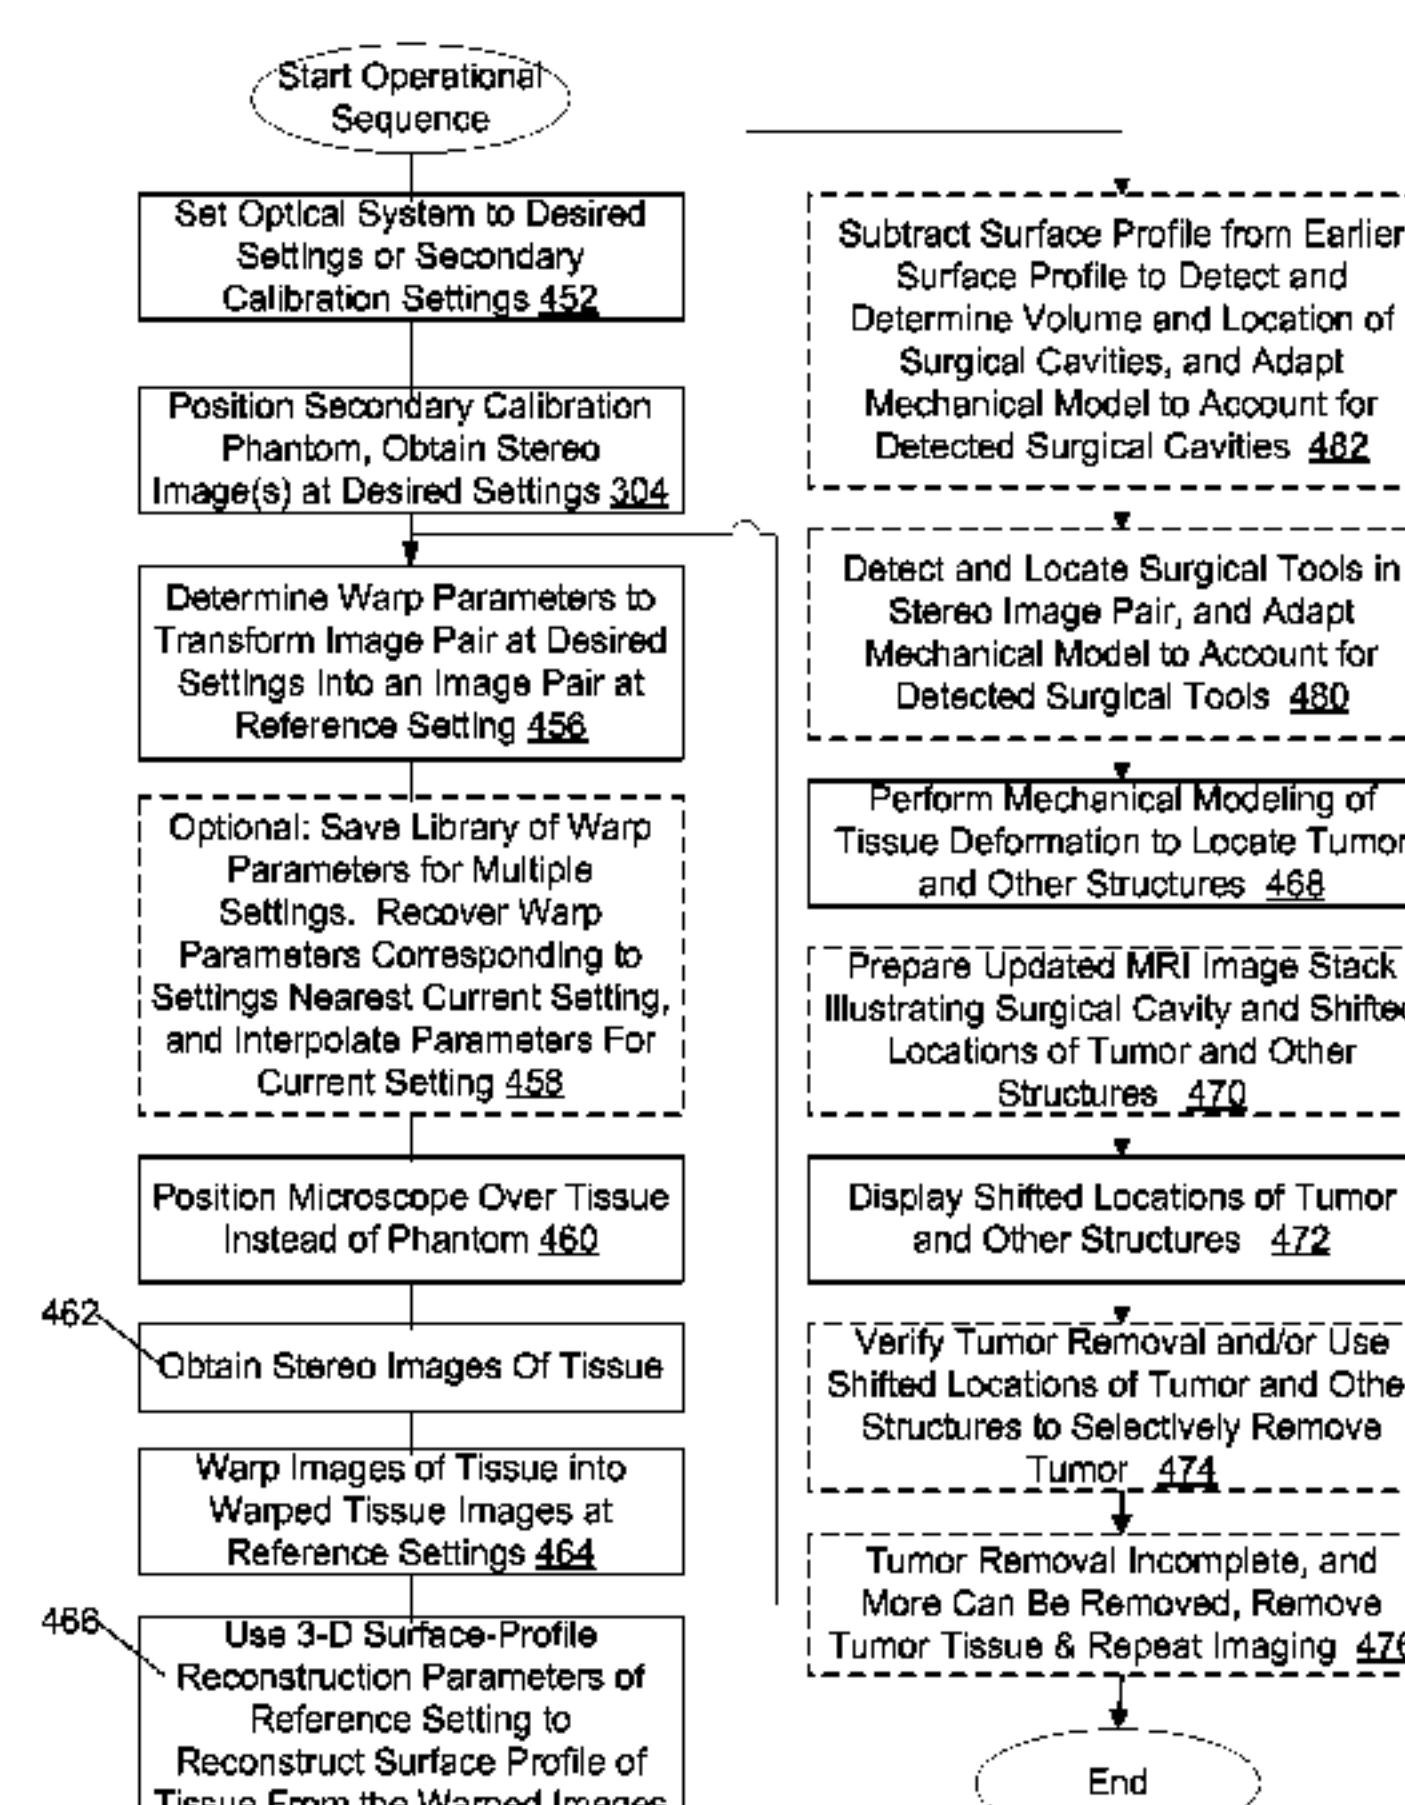 Start Operational
Sequence
Set Optical System to Desired
Settings or Secondary
Calibration Settings 452
Position Secondary Calibration
Phantom, Obtain Stereo
Image(s) at Desired Settings 304
Determine Warp Parameters to
Transform Image Pair at Desired
Settings Into an Image Pair at
Reference Setting 456
Optional: Save Library of Warp
Parameters for Multiple
Settings. Recover Warp
Parameters Corresponding to
Settings Nearest Current Setting,
and Interpolate Parameters For
Current Setting 458
Position Microscope Over Tissue
Instead of Phantom 460
462
Obtain Stereo Images Of Tissue
Warp Images of Tissue into
Warped Tissue Images at
Reference Settings 464
466
Use 3-D Surface-Profile
Reconstruction Parameters of
Reference Setting to
Reconstruct Surface Profile of
Tissue From the Warped Images
Subtract Surface Profile from Earlier
Surface Profile to Detect and
Determine Volume and Location of
Surgical Cavities, and Adapt
Mechanical Model to Account for
Detected Surgical Cavities 482
Detect and Locate Surgical Tools in
Stereo Image Pair, and Adapt
Mechanical Model to Account for
Detected Surgical Tools 480
Perform Mechanical Modeling of
Tissue Deformation to Locate Tumor
and Other Structures 468
Prepare Updated MRI Image Stack
Illustrating Surgical Cavity and Shifted
Locations of Tumor and Other
Structures 470
Display Shifted Locations of Tumor
and Other Structures 472
Verify Tumor Removal and/or Use
Shifted Locations of Tumor and Othe
Structures to Selectively Remove
Tumor 474
Tumor Removal Incomplete, and
More Can Be Removed, Remove
Tumor Tissue & Repeat Imaging 476
End